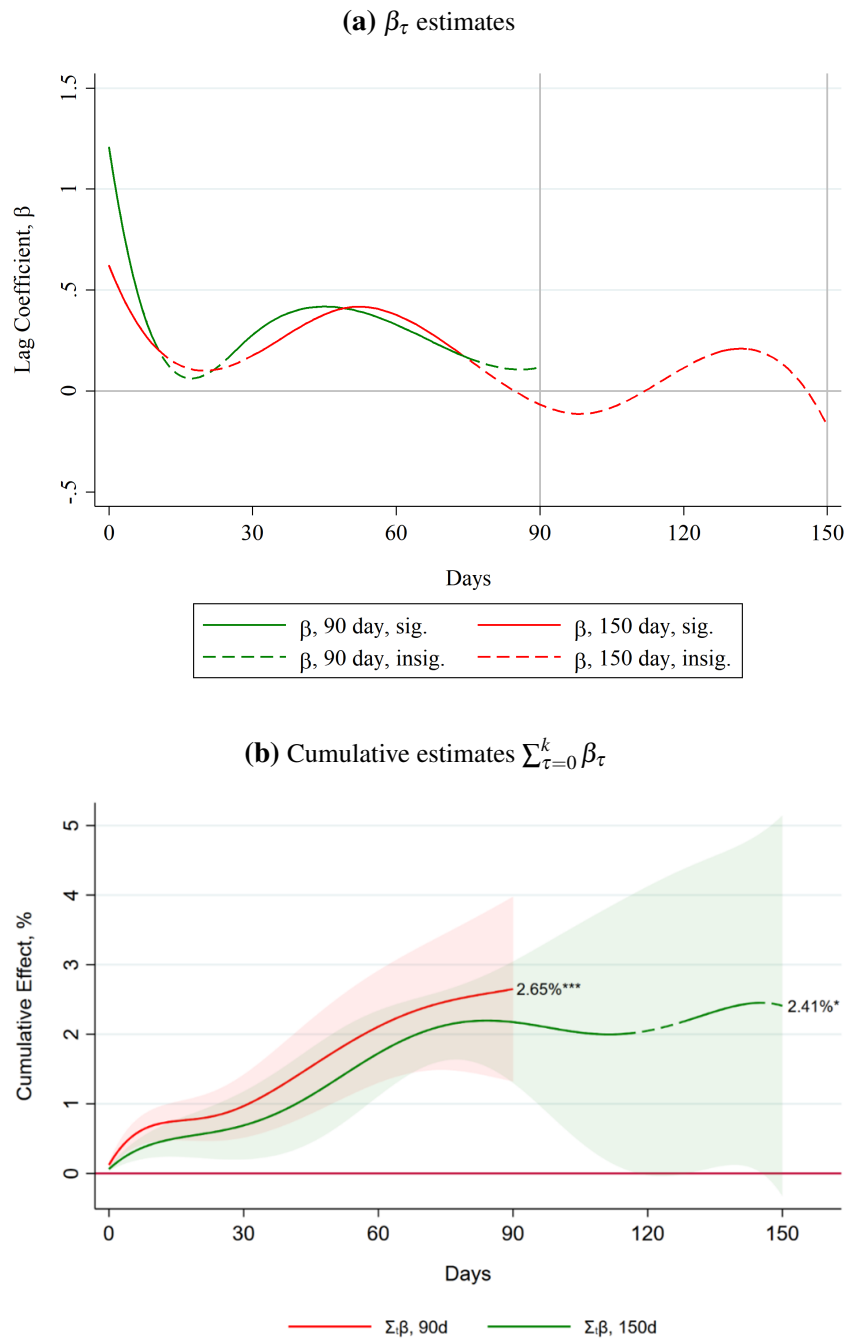 (a) βτ estimates
1.5
1
.5
0
-.5
Lag Coefficient, β
0 30 60 90 120 150
Days
β, 90 day, sig. β, 150 day, sig.
β, 90 day, insig. β, 150 day, insig.
(b) Cumulative estimates ∑ᵏτ=0 βτ
5
4
3
2
1
0
Cumulative Effect, %
2.65%***
2.41%*
0 30 60 90 120 150
Days
Σₜβ, 90d Σₜβ, 150d